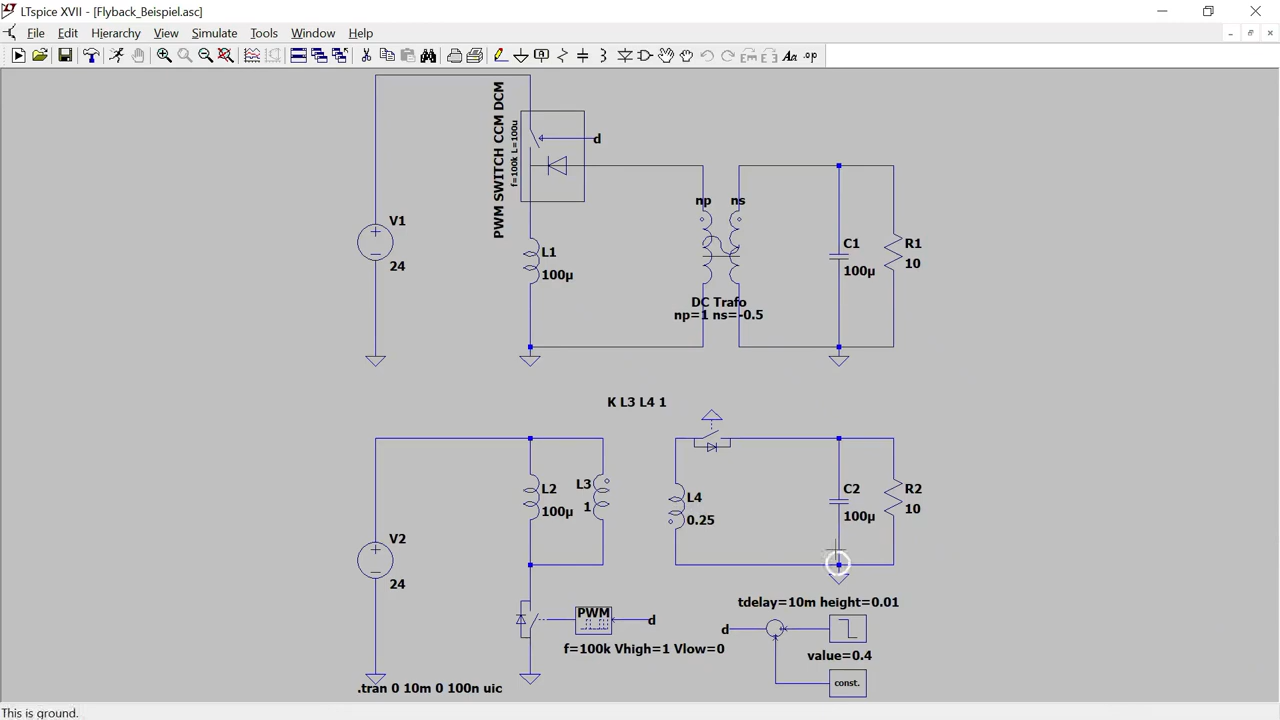 LTspice XVII - [Flyback_Beispiel.asc]
File Edit Hierarchy View Simulate Tools Window Help
PWM SWITCH CCM DCM
f=100k L=100u
d
V1
24
L1
100µ
np ns
DC Trafo
np=1 ns=-0.5
C1
100µ
R1
10
K L3 L4 1
V2
24
L2
100µ
L3
1
L4
0.25
C2
100µ
R2
10
PWM
d
f=100k Vhigh=1 Vlow=0
tdelay=10m height=0.01
d
value=0.4
const.
.tran 0 10m 0 100n uic
This is ground.